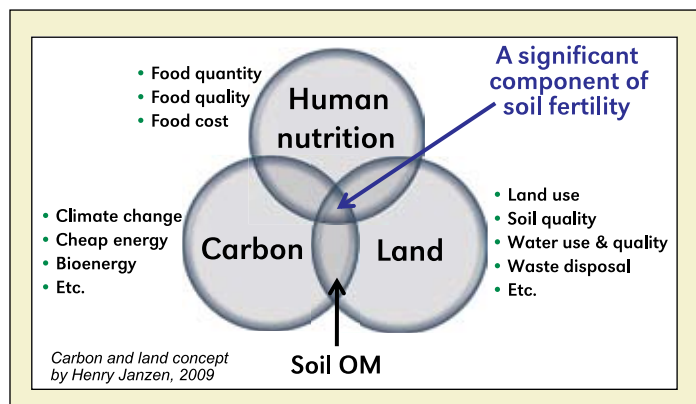 A significant
component of
soil fertility
• Food quantity
• Food quality
• Food cost
Human
nutrition
• Climate change
• Cheap energy
• Bioenergy
• Etc.
Carbon
Land
• Land use
• Soil quality
• Water use & quality
• Waste disposal
• Etc.
Soil OM
Carbon and land concept
by Henry Janzen, 2009